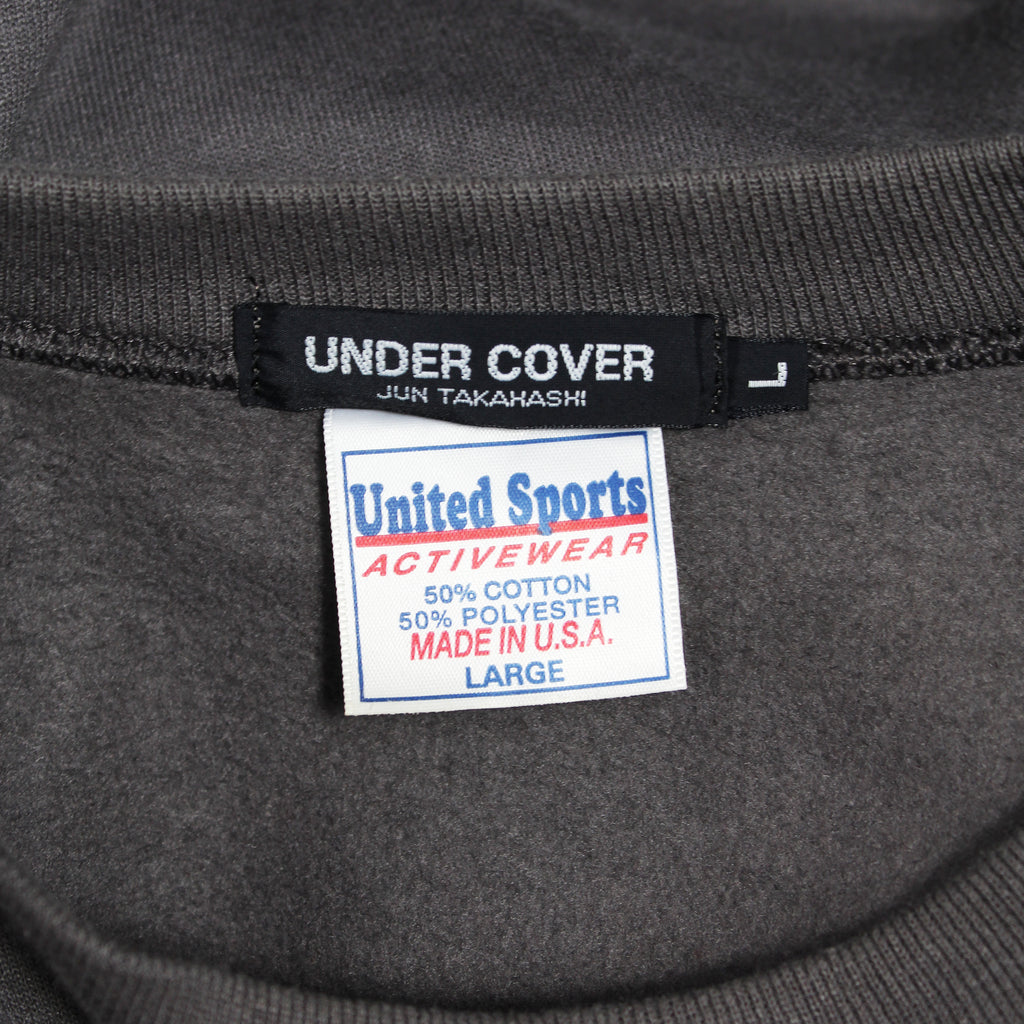 UNDER COVER
JUN TAKAHASHI
L
United Sports
ACTIVEWEAR
50% COTTON
50% POLYESTER
MADE IN U.S.A.
LARGE